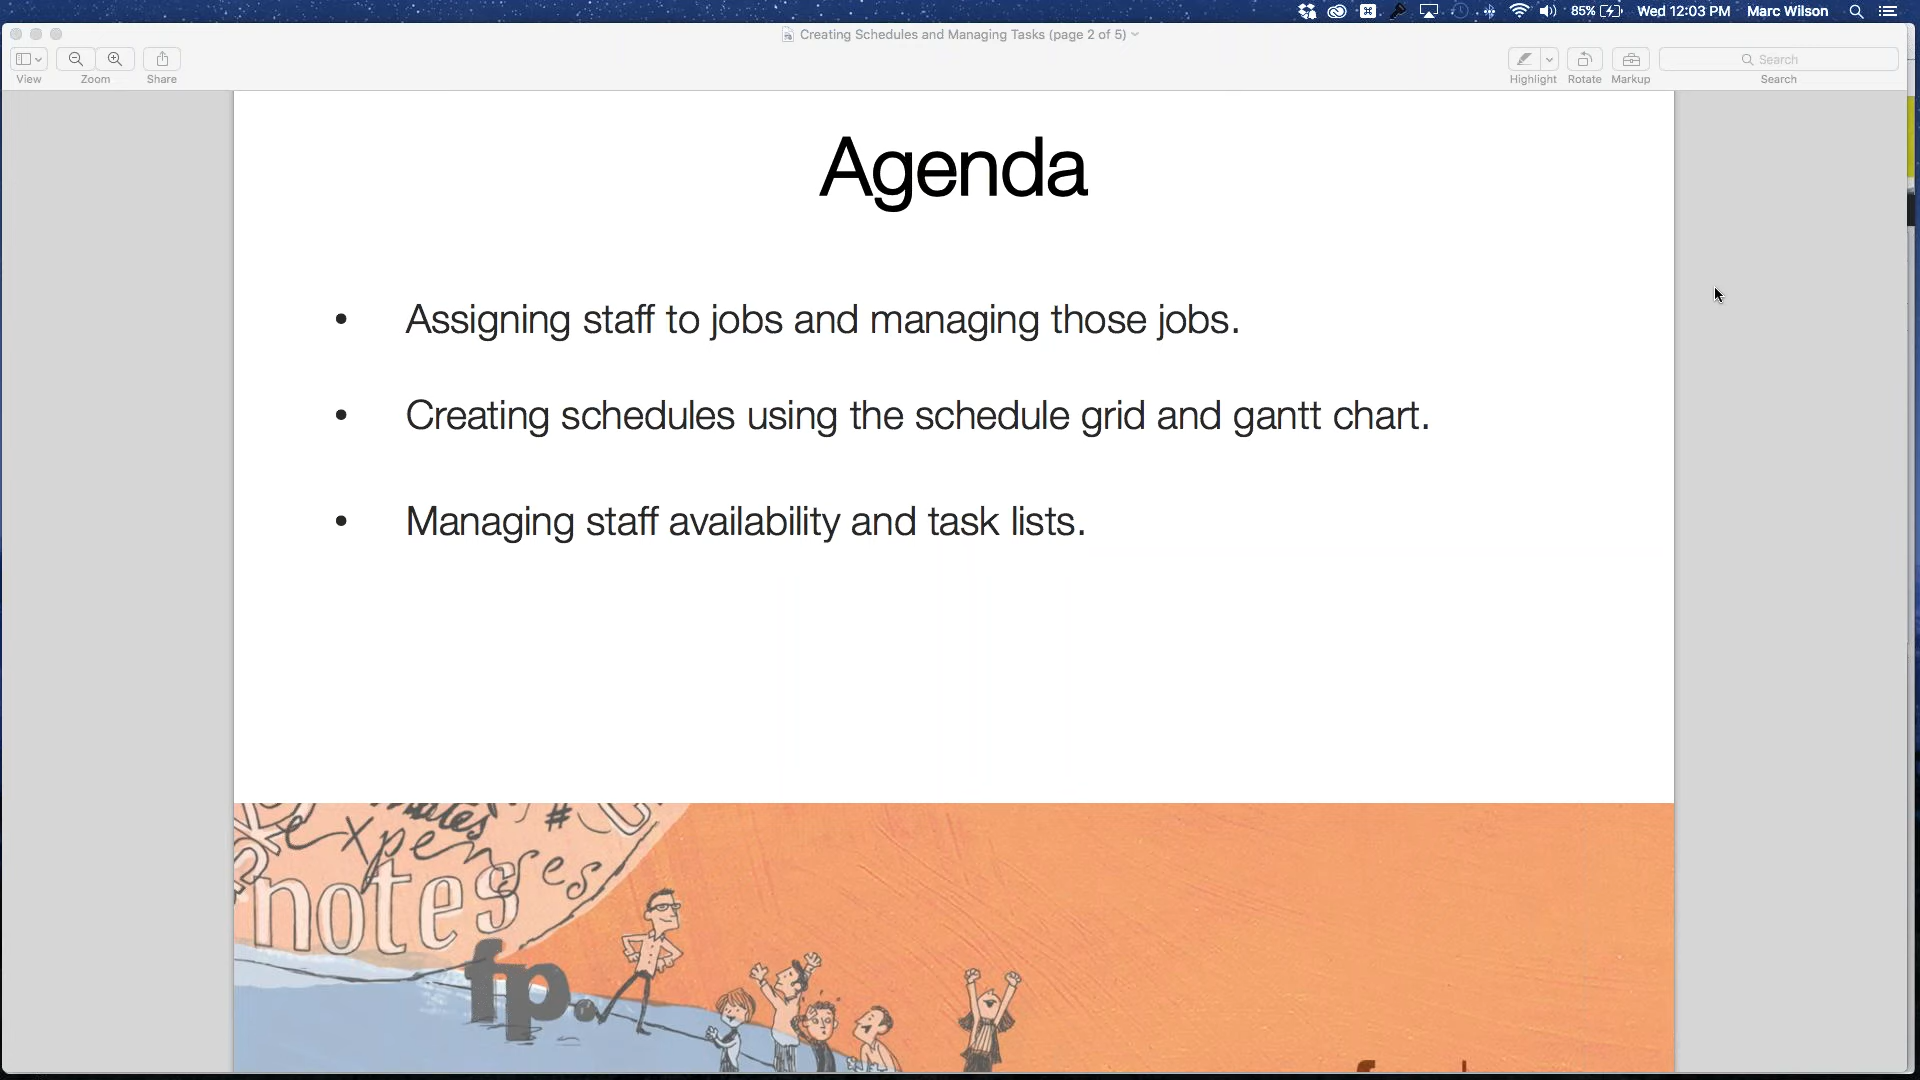 85% Wed 12:03 PM Marc Wilson
Creating Schedules and Managing Tasks (page 2 of 5)
Search
View Zoom Share Highlight Rotate Markup Search
Agenda
• Assigning staff to jobs and managing those jobs.
• Creating schedules using the schedule grid and gantt chart.
• Managing staff availability and task lists.
#
expenses
notes
fp.